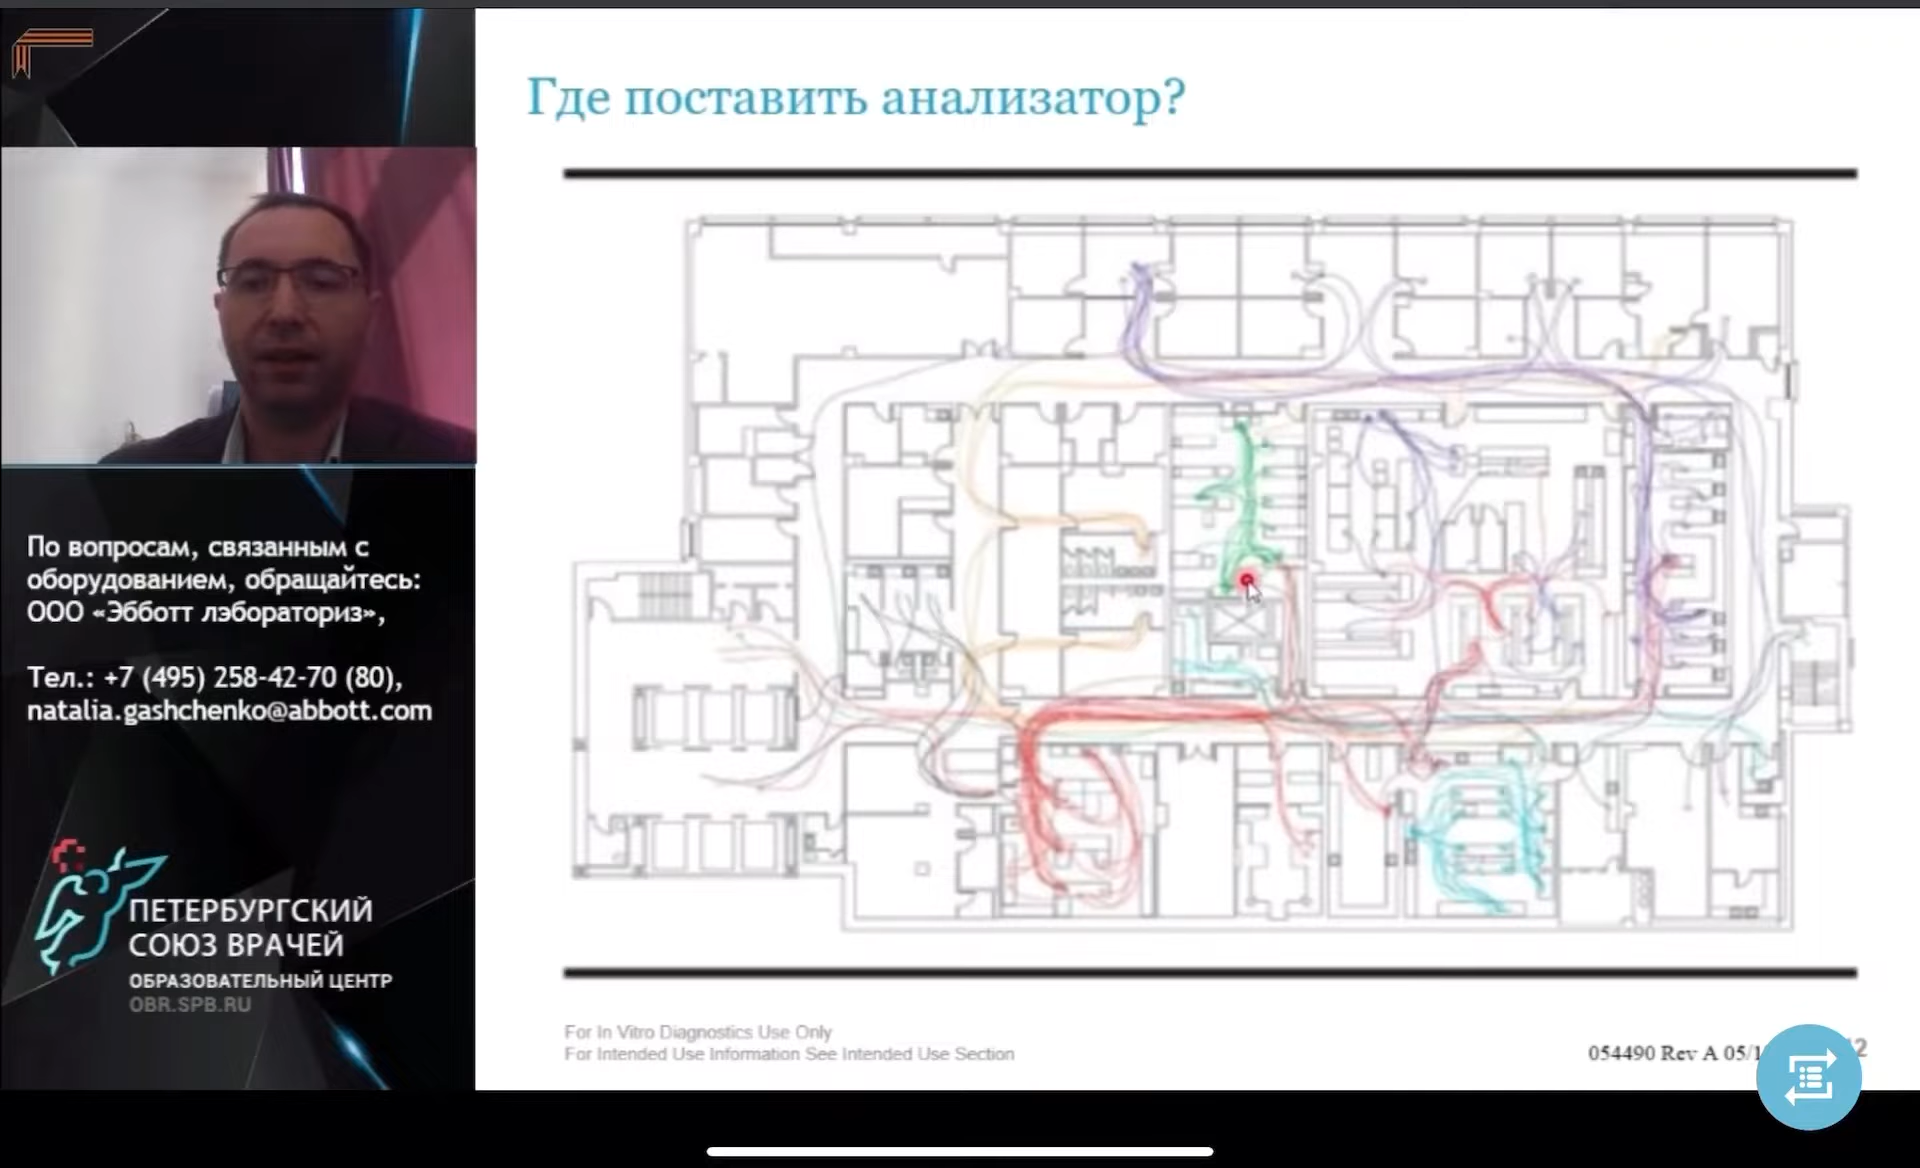 Где поставить анализатор?
По вопросам, связанным с
оборудованием, обращайтесь:
ООО «Эбботт лэбораториз»,
Тел.: +7 (495) 258-42-70 (80),
natalia.gashchenko@abbott.com
ПЕТЕРБУРГСКИЙ
СОЮЗ ВРАЧЕЙ
ОБРАЗОВАТЕЛЬНЫЙ ЦЕНТР
OBR.SPB.RU
For In Vitro Diagnostics Use Only
For Intended Use Information See Intended Use Section
054490 Rev A 05/1